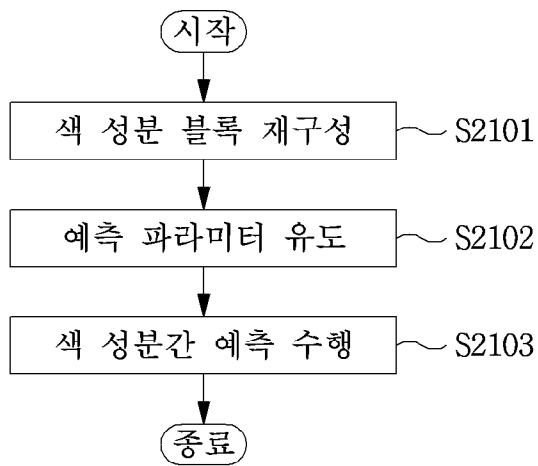 시작
색 성분 블록 재구성 S2101
예측 파라미터 유도 S2102
색 성분간 예측 수행 S2103
종료